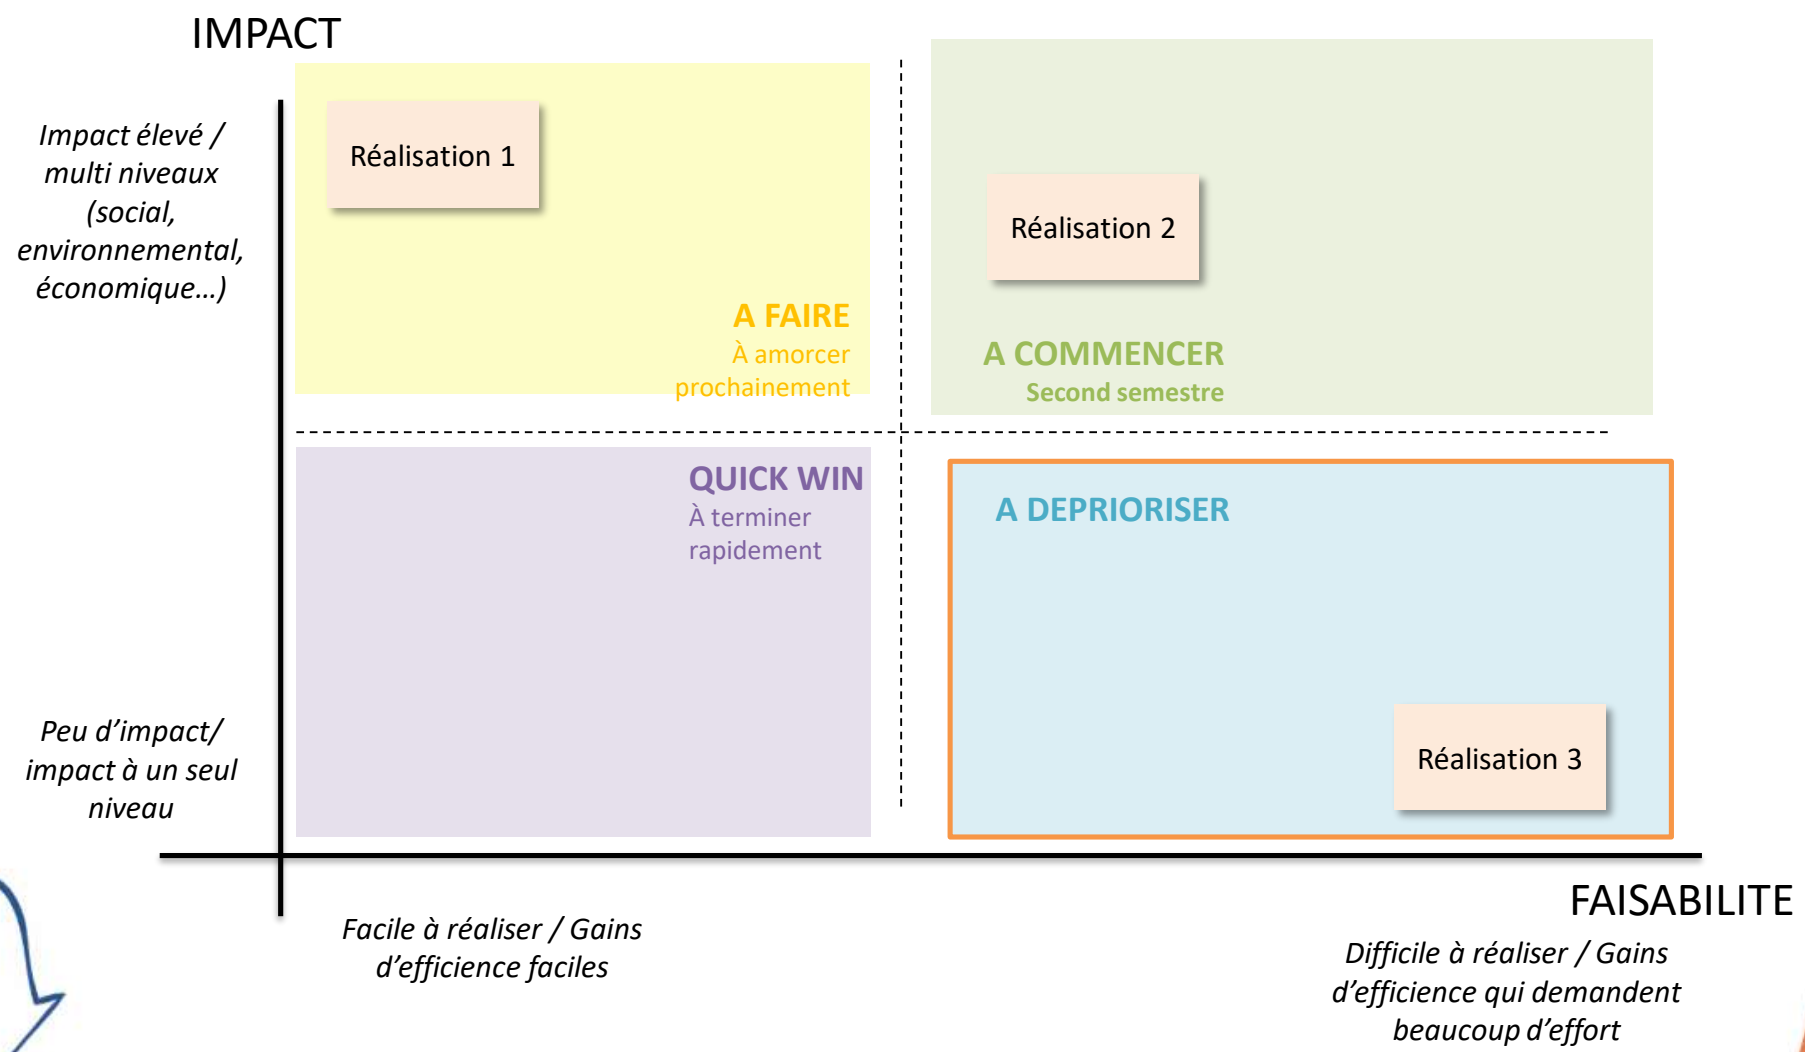 IMPACT
Impact élevé /
multi niveaux
(social,
environnemental,
économique…)
Réalisation 1
A FAIRE
À amorcer
prochainement
Réalisation 2
A COMMENCER
Second semestre
QUICK WIN
À terminer
rapidement
A DEPRIORISER
Réalisation 3
Peu d’impact/
impact à un seul
niveau
FAISABILITE
Facile à réaliser / Gains
d’efficience faciles
Difficile à réaliser / Gains
d’efficience qui demandent
beaucoup d’effort